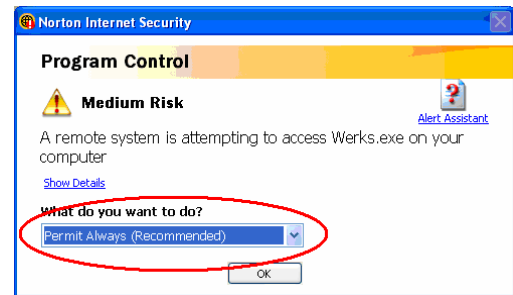 Norton Internet Security
Program Control
Medium Risk
Alert Assistant
A remote system is attempting to access Werks.exe on your
computer
Show Details
What do you want to do?
Permit Always (Recommended)
OK